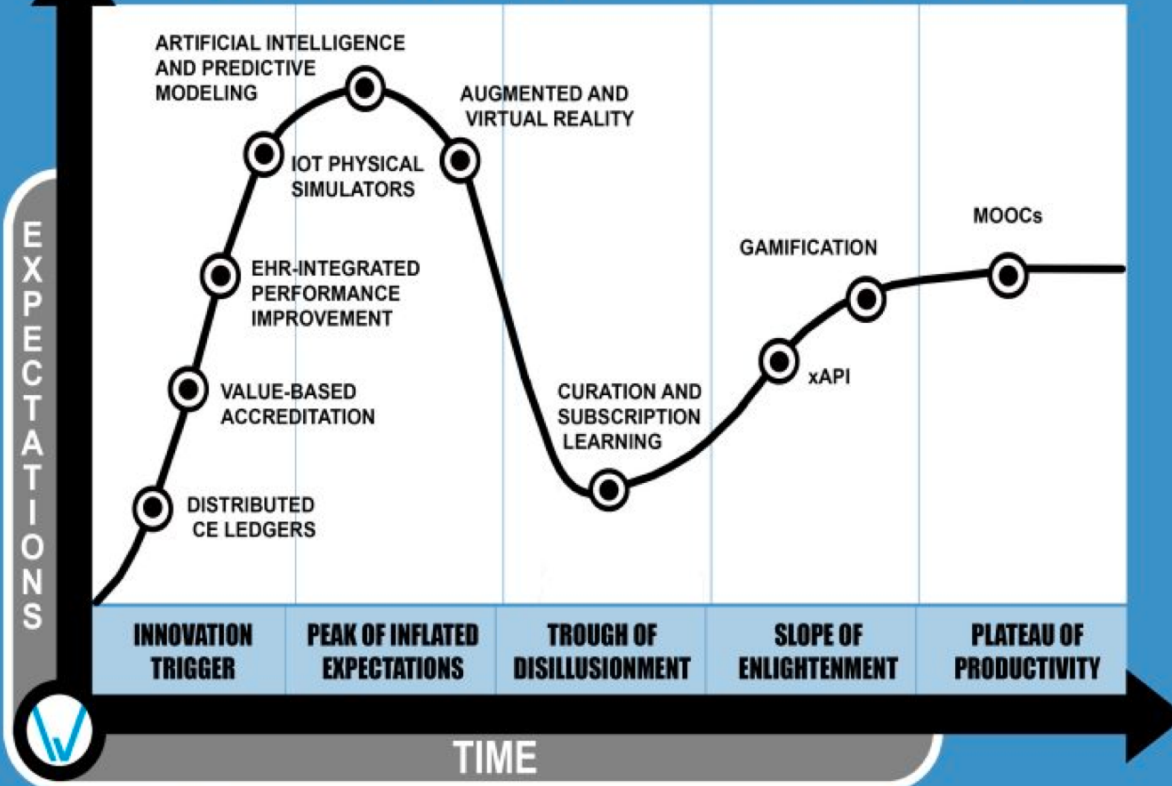 ARTIFICIAL INTELLIGENCE
AND PREDICTIVE
MODELING
AUGMENTED AND
VIRTUAL REALITY
IOT PHYSICAL
SIMULATORS
EHR-INTEGRATED
PERFORMANCE
IMPROVEMENT
VALUE-BASED
ACCREDITATION
DISTRIBUTED
CE LEDGERS
CURATION AND
SUBSCRIPTION
LEARNING
xAPI
GAMIFICATION
MOOCs
EXPECTATIONS
INNOVATION
TRIGGER
PEAK OF INFLATED
EXPECTATIONS
TROUGH OF
DISILLUSIONMENT
SLOPE OF
ENLIGHTENMENT
PLATEAU OF
PRODUCTIVITY
W
TIME